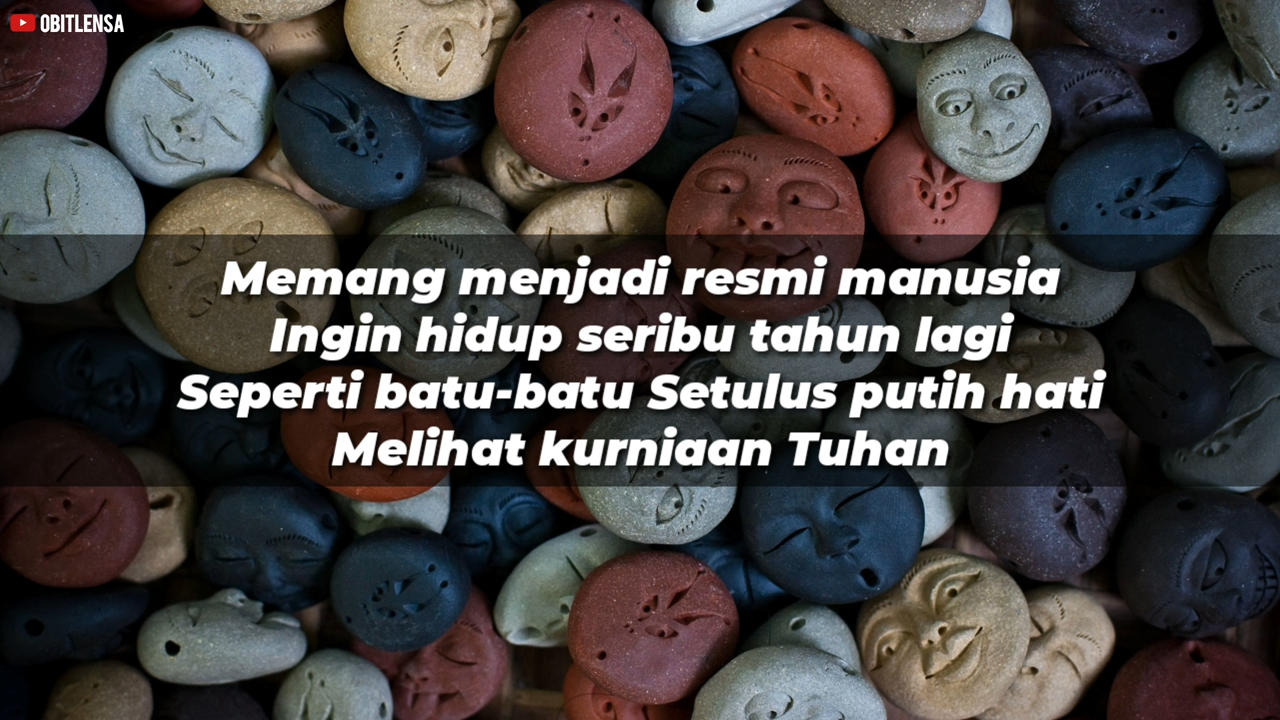 OBITLENSA
Memang menjadi resmi manusia
Ingin hidup seribu tahun lagi
Seperti batu-batu Setulus putih hati
Melihat kurniaan Tuhan